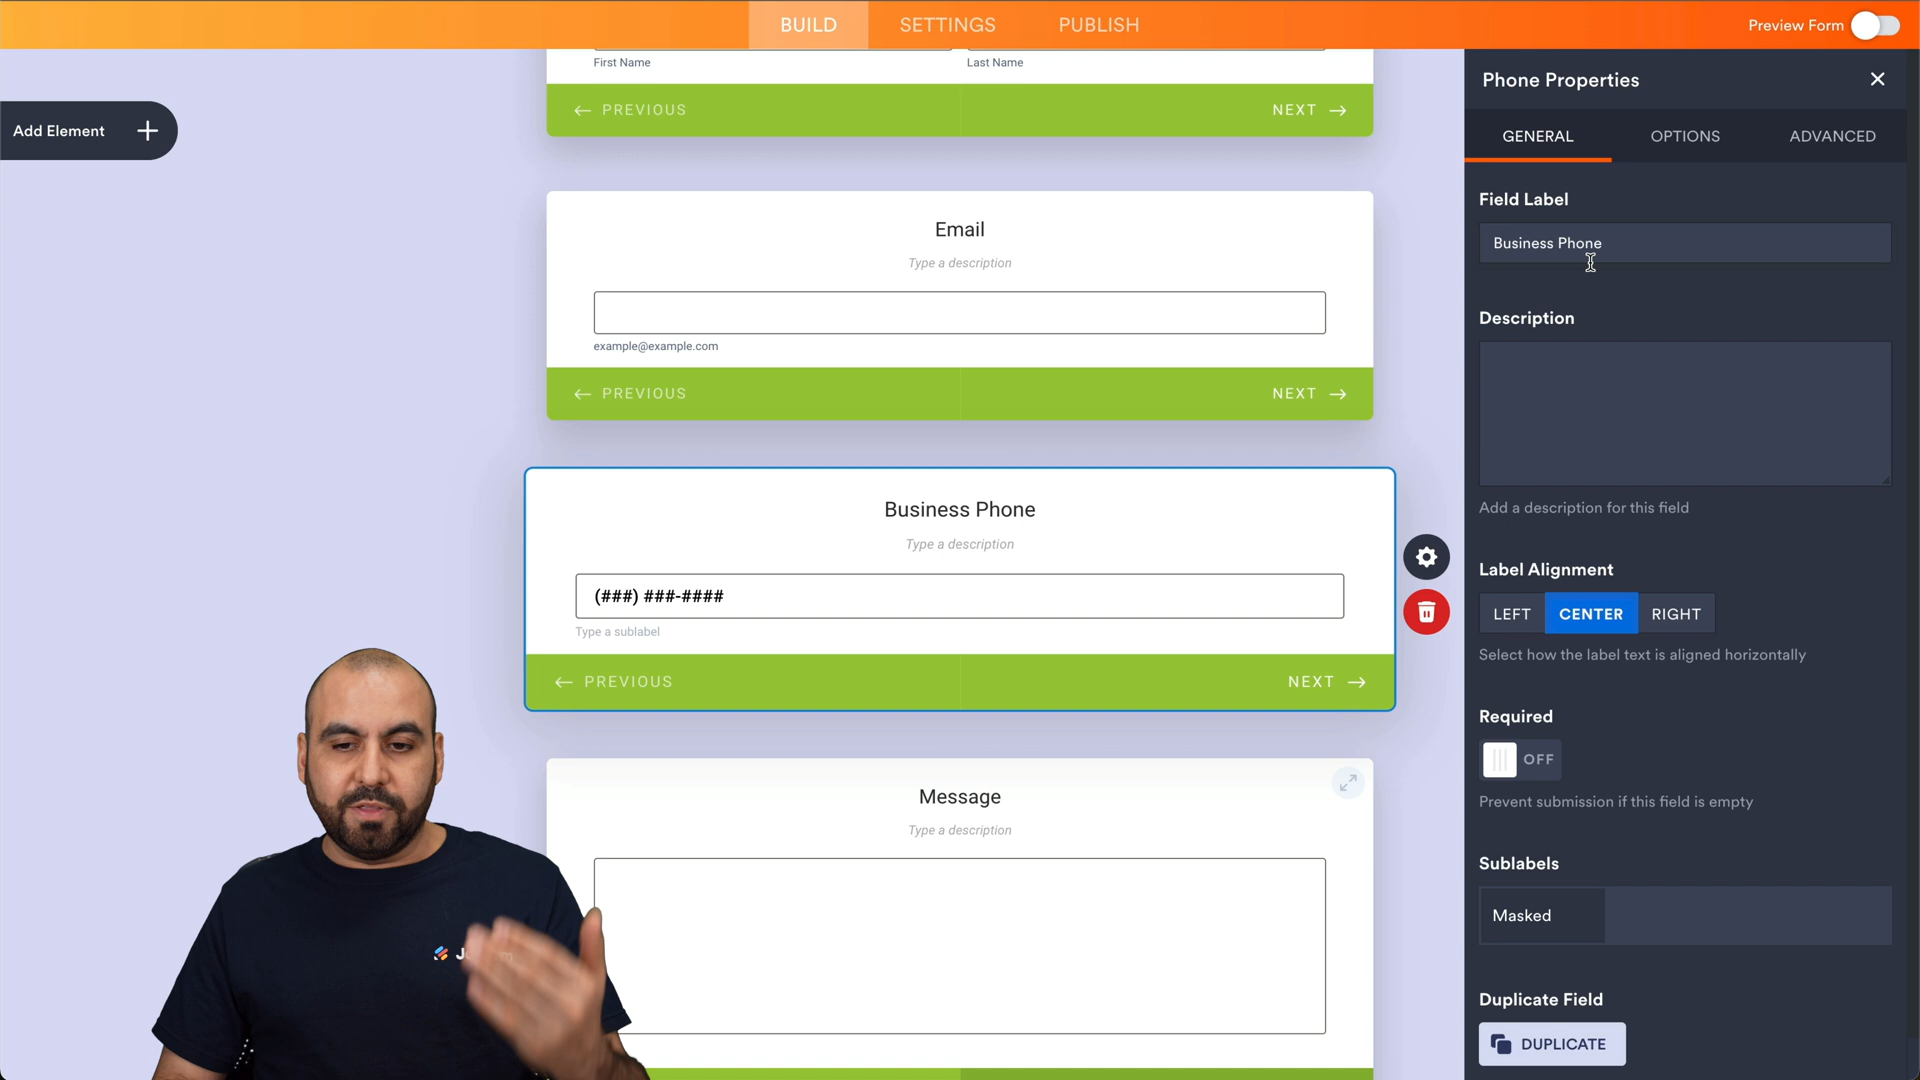 BUILD SETTINGS PUBLISH Preview Form
First Name Last Name
PREVIOUS NEXT
Add Element
Email
Type a description
example@example.com
PREVIOUS NEXT
Business Phone
Type a description
(###) ###-####
Type a sublabel
PREVIOUS NEXT
Message
Type a description
Phone Properties
GENERAL OPTIONS ADVANCED
Field Label
Business Phone
Description
Add a description for this field
Label Alignment
LEFT CENTER RIGHT
Select how the label text is aligned horizontally
Required
OFF
Prevent submission if this field is empty
Sublabels
Masked
Duplicate Field
DUPLICATE